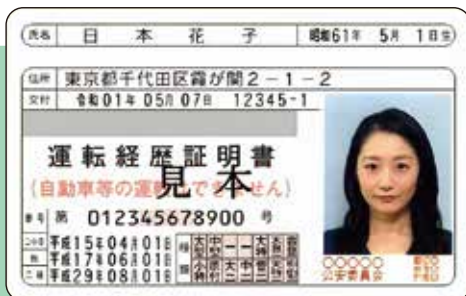 氏名 日本花子 昭和61年 5月 1日生
住所 東京都千代田区霞が関2-1-2
交付 令和01年05月07日 12345-1
運転経歴証明書
見本
(自動車等の運転はできません)
番号 第 012345678900 号
平成15年04月01日
他 平成17年06月01日
二種 平成29年08月01日
種類
公安委員会